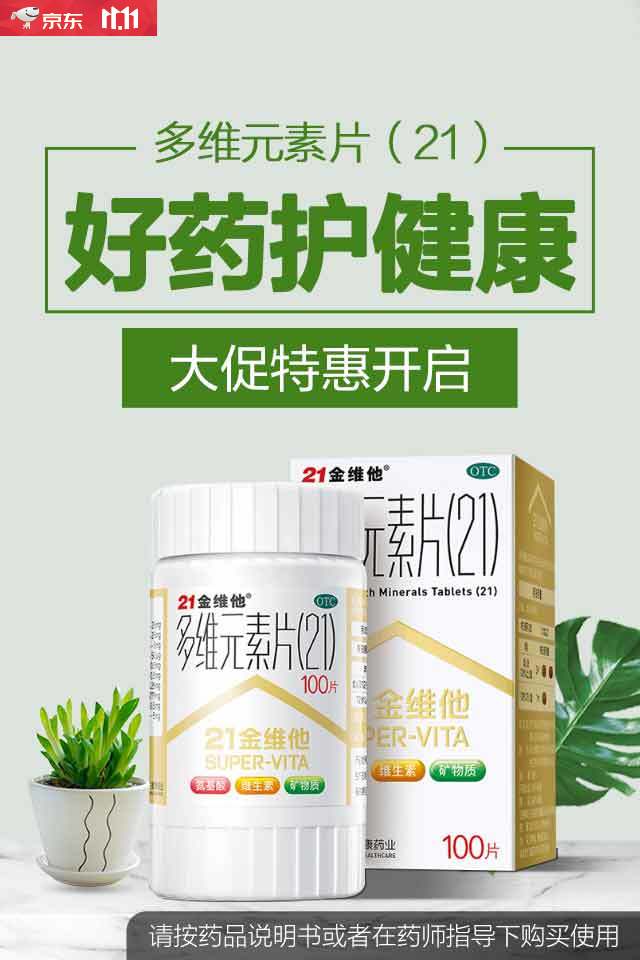 京东 11.11
多维元素片（21）
好药护健康
大促特惠开启
21金维他®
OTC
元素片(21)
th Minerals Tablets (21)
金维他
PER-VITA
维生素 矿物质
康药业
HEALTHCARE
100片
21金维他®
OTC
多维元素片(21)
100片
21金维他
SUPER-VITA
氨基酸 维生素 矿物质
请按药品说明书或者在药师指导下购买使用